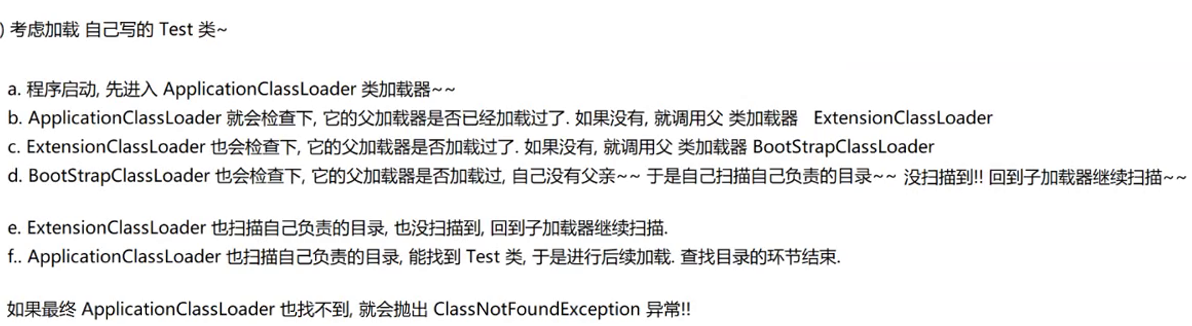 ) 考虑加载 自己写的 Test 类~
a. 程序启动, 先进入 ApplicationClassLoader 类加载器~~
b. ApplicationClassLoader 就会检查下, 它的父加载器是否已经加载过了. 如果没有, 就调用父 类加载器 ExtensionClassLoader
c. ExtensionClassLoader 也会检查下, 它的父加载器是否加载过了. 如果没有, 就调用父 类加载器 BootStrapClassLoader
d. BootStrapClassLoader 也会检查下, 它的父加载器是否加载过, 自己没有父亲~~ 于是自己扫描自己负责的目录~~ 没扫描到!! 回到子加载器继续扫描~~
e. ExtensionClassLoader 也扫描自己负责的目录, 也没扫描到, 回到子加载器继续扫描.
f.. ApplicationClassLoader 也扫描自己负责的目录, 能找到 Test 类, 于是进行后续加载. 查找目录的环节结束.
如果最终 ApplicationClassLoader 也找不到, 就会抛出 ClassNotFoundException 异常!!